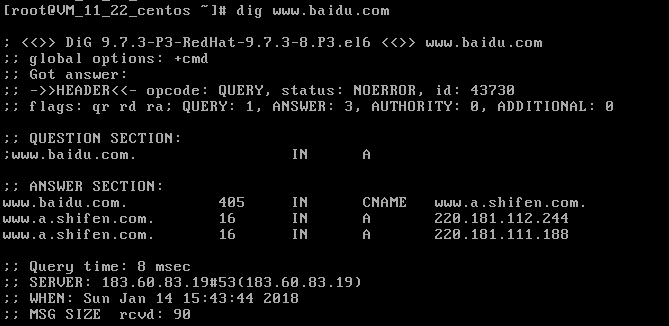 [root@VM_11_22_centos ~]# dig www.baidu.com
; <<>> DiG 9.7.3-P3-RedHat-9.7.3-8.P3.el6 <<>> www.baidu.com
;; global options: +cmd
;; Got answer:
;; ->>HEADER<<- opcode: QUERY, status: NOERROR, id: 43730
;; flags: qr rd ra; QUERY: 1, ANSWER: 3, AUTHORITY: 0, ADDITIONAL: 0
;; QUESTION SECTION:
;www.baidu.com. IN A
;; ANSWER SECTION:
www.baidu.com. 405 IN CNAME www.a.shifen.com.
www.a.shifen.com. 16 IN A 220.181.112.244
www.a.shifen.com. 16 IN A 220.181.111.188
;; Query time: 8 msec
;; SERVER: 183.60.83.19#53(183.60.83.19)
;; WHEN: Sun Jan 14 15:43:44 2018
;; MSG SIZE rcvd: 90